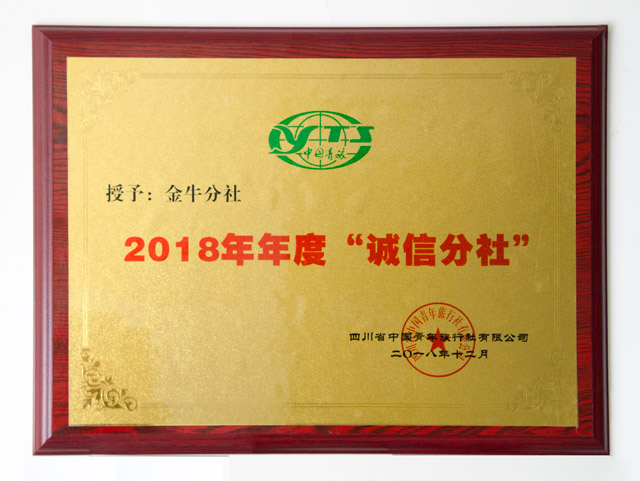 CYTS
中国青旅
授予：金牛分社
2018年年度“诚信分社”
四川省中国青年旅行社有限公司
二〇一八年十二月